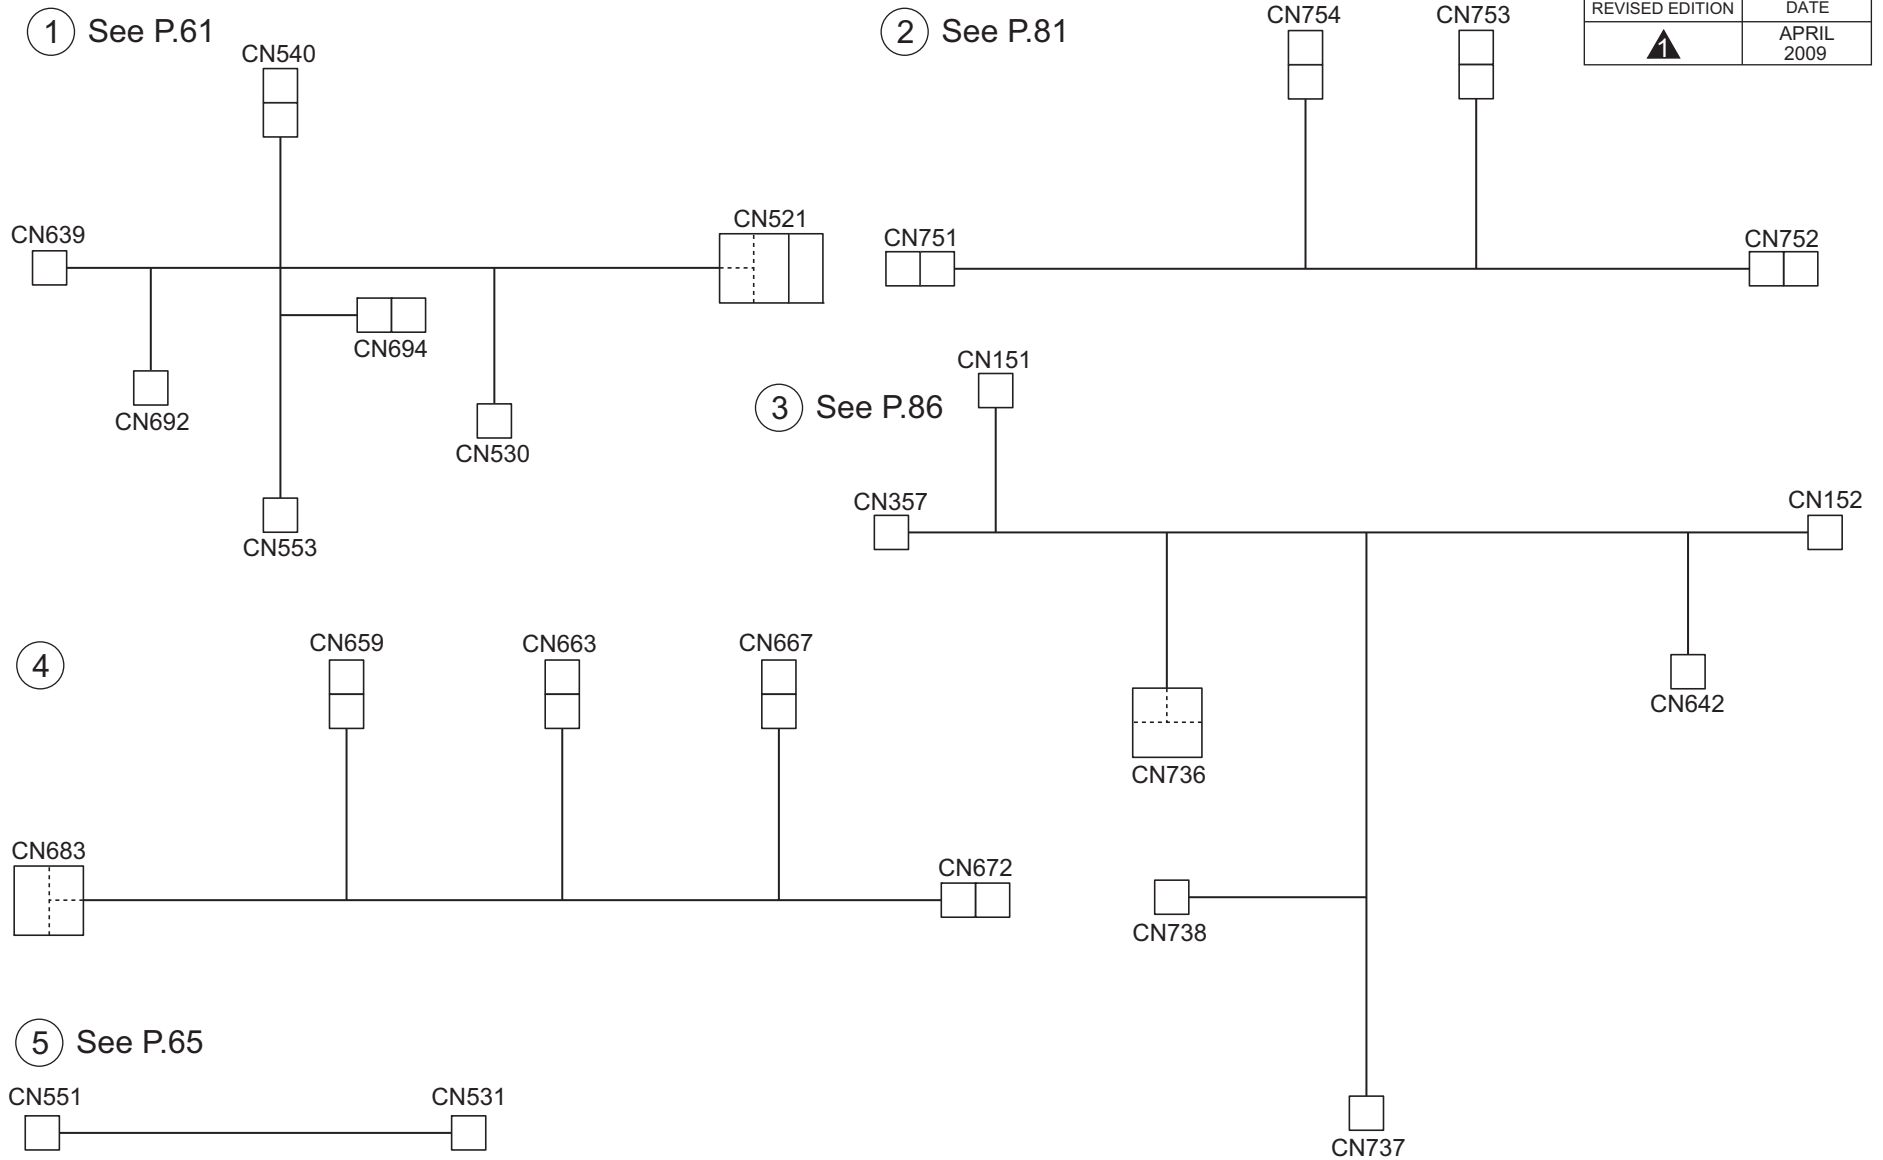 1 See P.61
CN540
CN639
CN521
CN694
CN692
CN530
CN553
2 See P.81
CN754
CN753
REVISED EDITION DATE
1 APRIL
2009
CN751
CN752
3 See P.86
CN151
CN357
CN152
CN642
CN736
CN738
CN737
4
CN659
CN663
CN667
CN683
CN672
5 See P.65
CN551
CN531